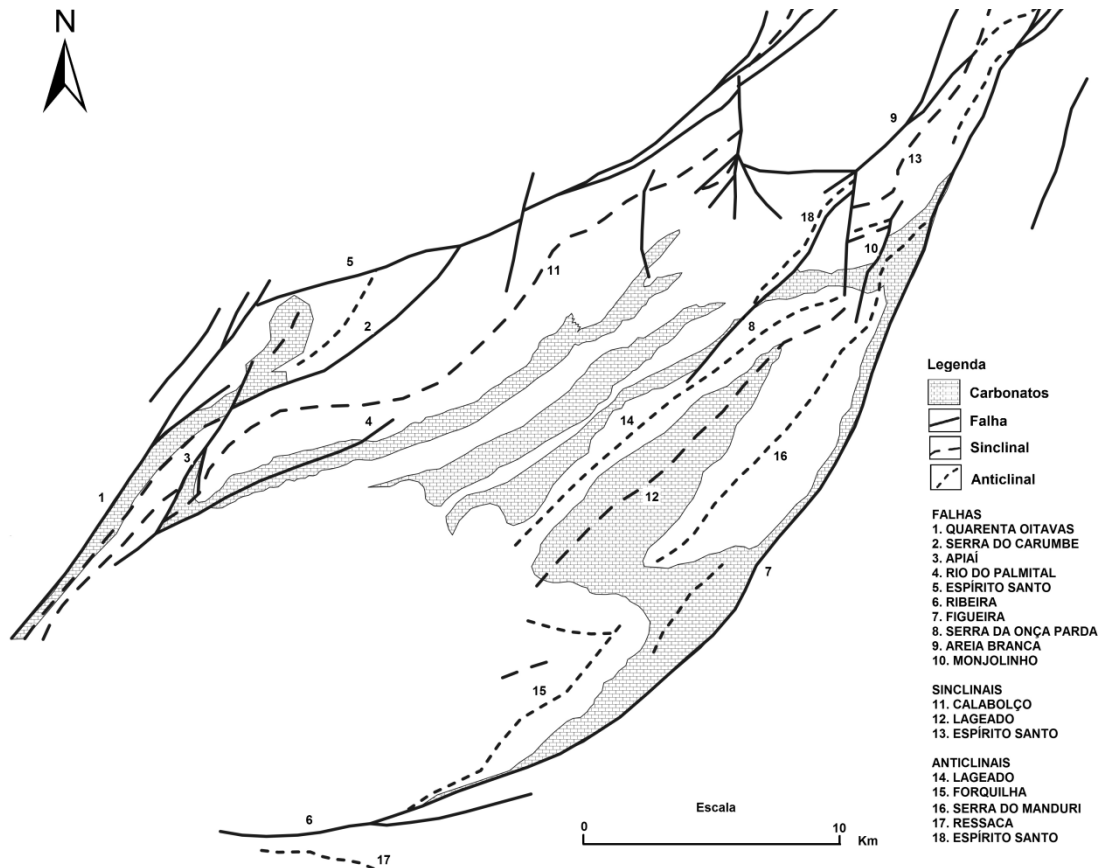 N
9
13
18
10
5
11
2
8
4
14
3
16
1
12
7
15
6
17
Escala
0
10
Km
Legenda
Carbonatos
Falha
Sinclinal
Anticlinal
FALHAS
1. QUARENTA OITAVAS
2. SERRA DO CARUMBE
3. APIAÍ
4. RIO DO PALMITAL
5. ESPÍRITO SANTO
6. RIBEIRA
7. FIGUEIRA
8. SERRA DA ONÇA PARDA
9. AREIA BRANCA
10. MONJOLINHO
SINCLINAIS
11. CALABOLÇO
12. LAGEADO
13. ESPÍRITO SANTO
ANTICLINAIS
14. LAGEADO
15. FORQUILHA
16. SERRA DO MANDURI
17. RESSACA
18. ESPÍRITO SANTO